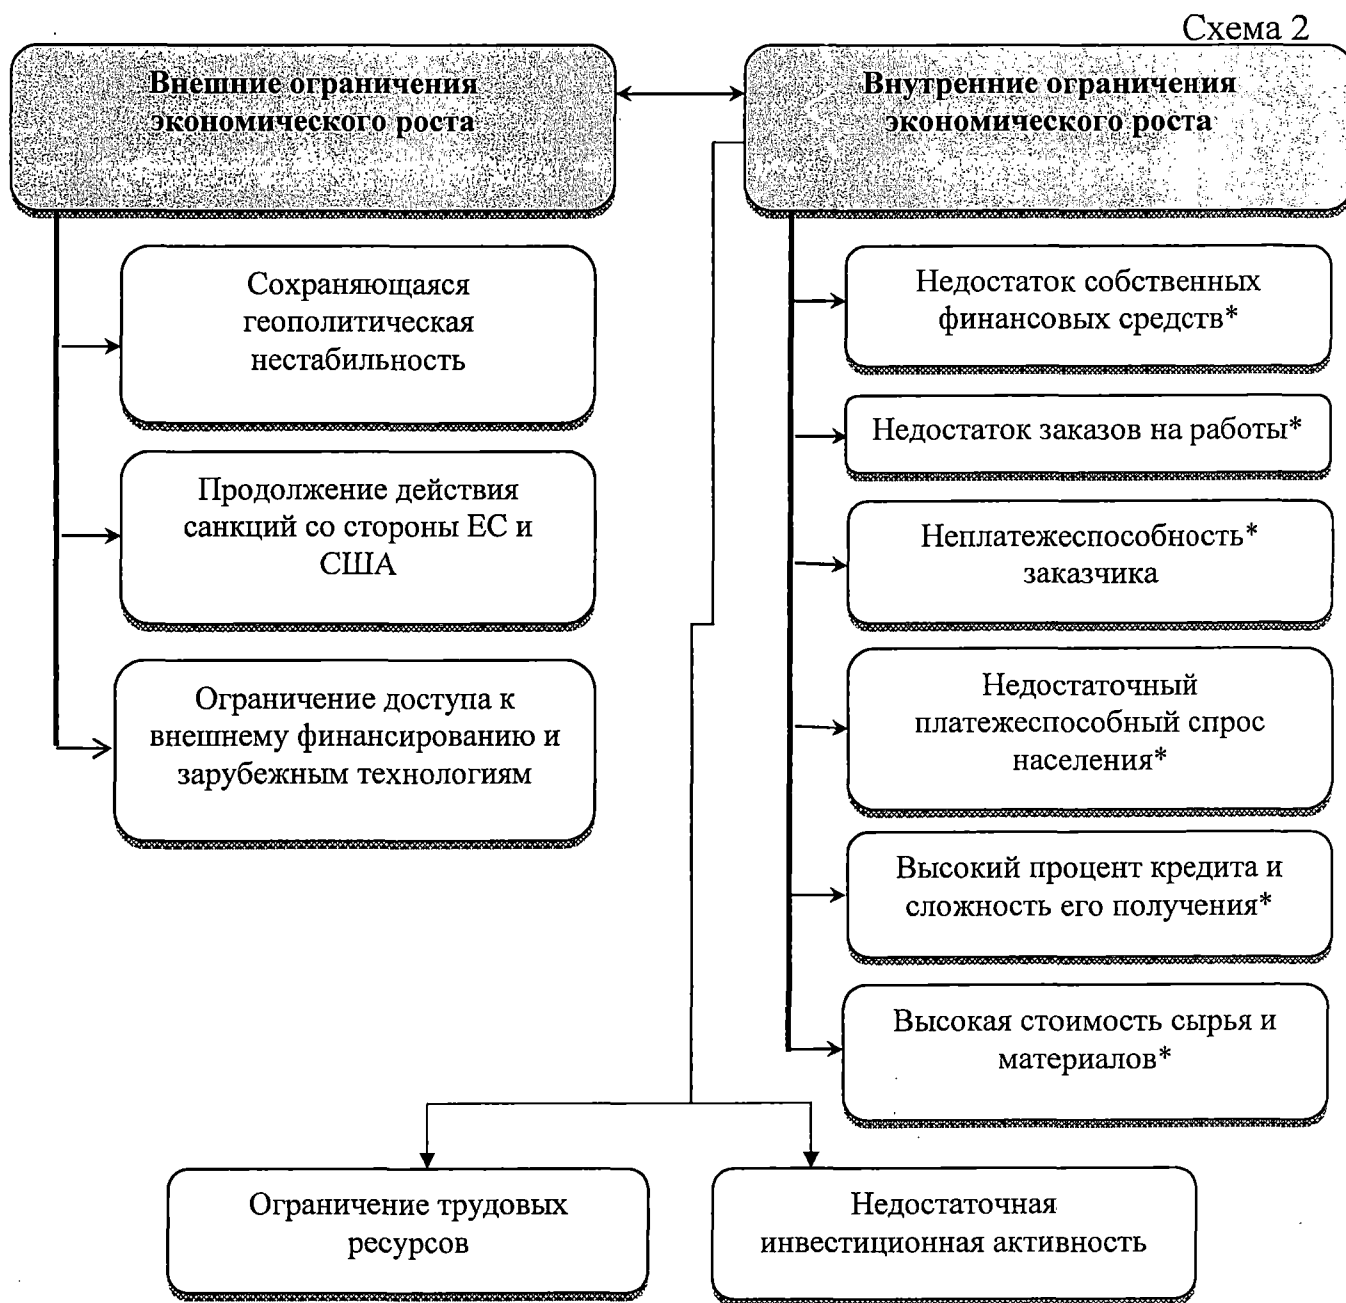 Схема 2
Внешние ограничения
экономического роста
Внутренние ограничения
экономического роста
Сохраняющаяся
геополитическая
нестабильность
Продолжение действия
санкций со стороны ЕС и
США
Ограничение доступа к
внешнему финансированию и
зарубежным технологиям
Недостаток собственных
финансовых средств*
Недостаток заказов на работы*
Неплатежеспособность*
заказчика
Недостаточный
платежеспособный спрос
населения*
Высокий процент кредита и
сложность его получения*
Высокая стоимость сырья и
материалов*
Ограничение трудовых
ресурсов
Недостаточная
инвестиционная активность